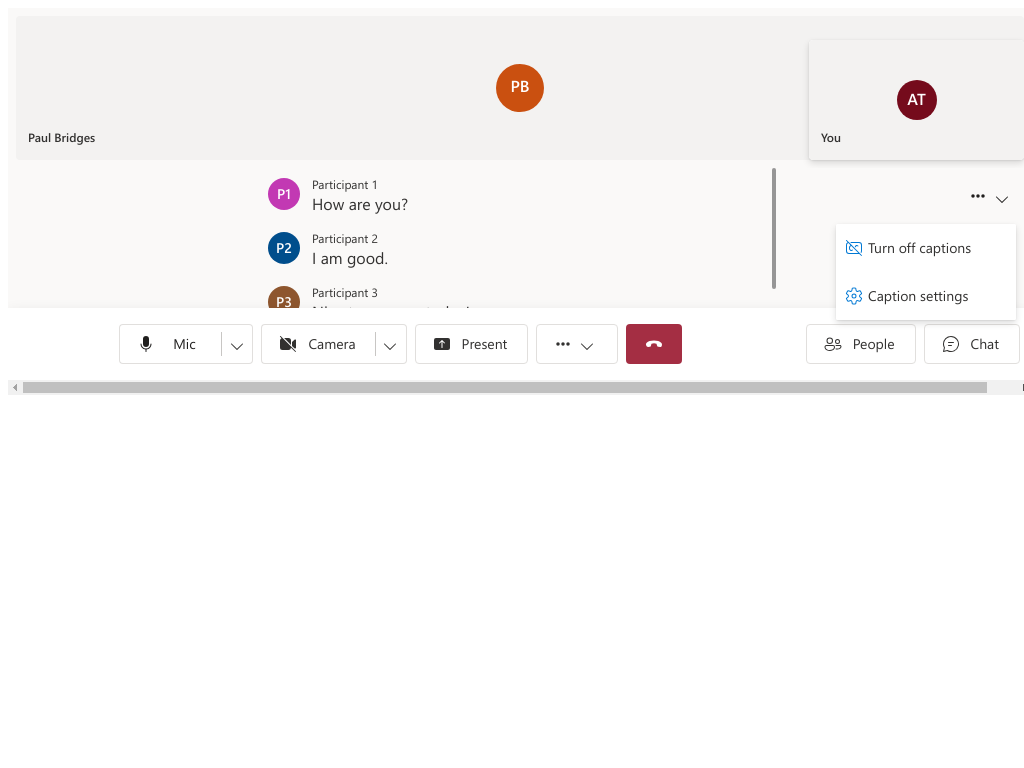 PB
AT
Paul Bridges
You
P1
Participant 1
How are you?
P2
Participant 2
I am good.
P3
Participant 3
Turn off captions
Caption settings
Mic
Camera
Present
People
Chat